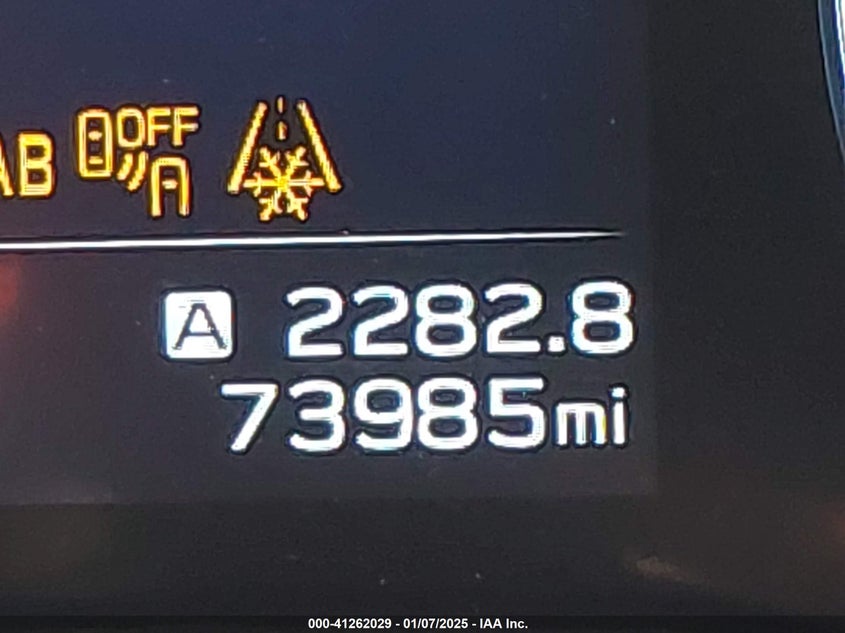 AB OFF
A 2282.8
73985mi
000-41262029 - 01/07/2025 - IAA Inc.